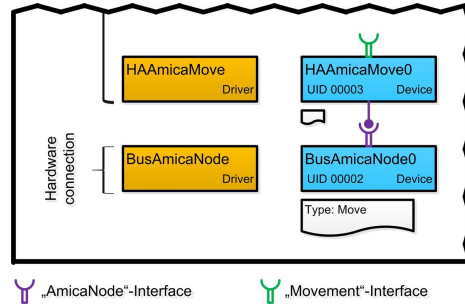 HAAmicaMove
Driver
HAAmicaMove0
UID 00003 Device
Hardware
connection
BusAmicaNode
Driver
BusAmicaNode0
UID 00002 Device
Type: Move
„AmicaNode“-Interface
„Movement“-Interface